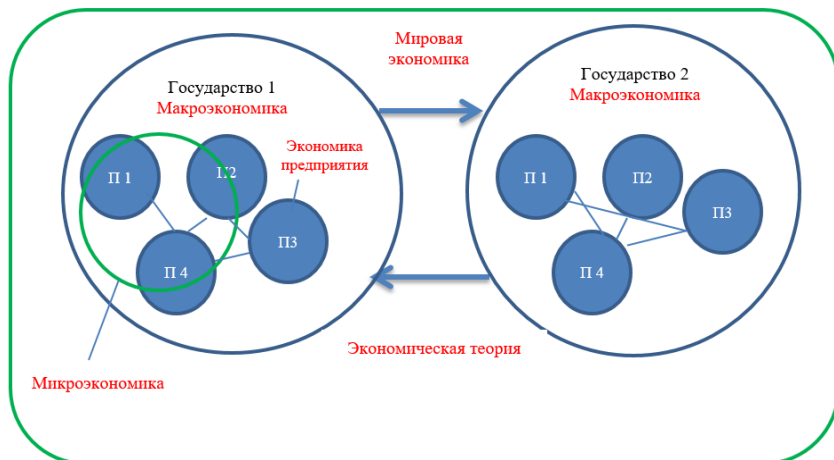 Мировая
экономика
Государство 1
Макроэкономика
Государство 2
Макроэкономика
Экономика
предприятия
П 1
П2
П3
П 4
П 1
П2
П3
П 4
Экономическая теория
Микроэкономика